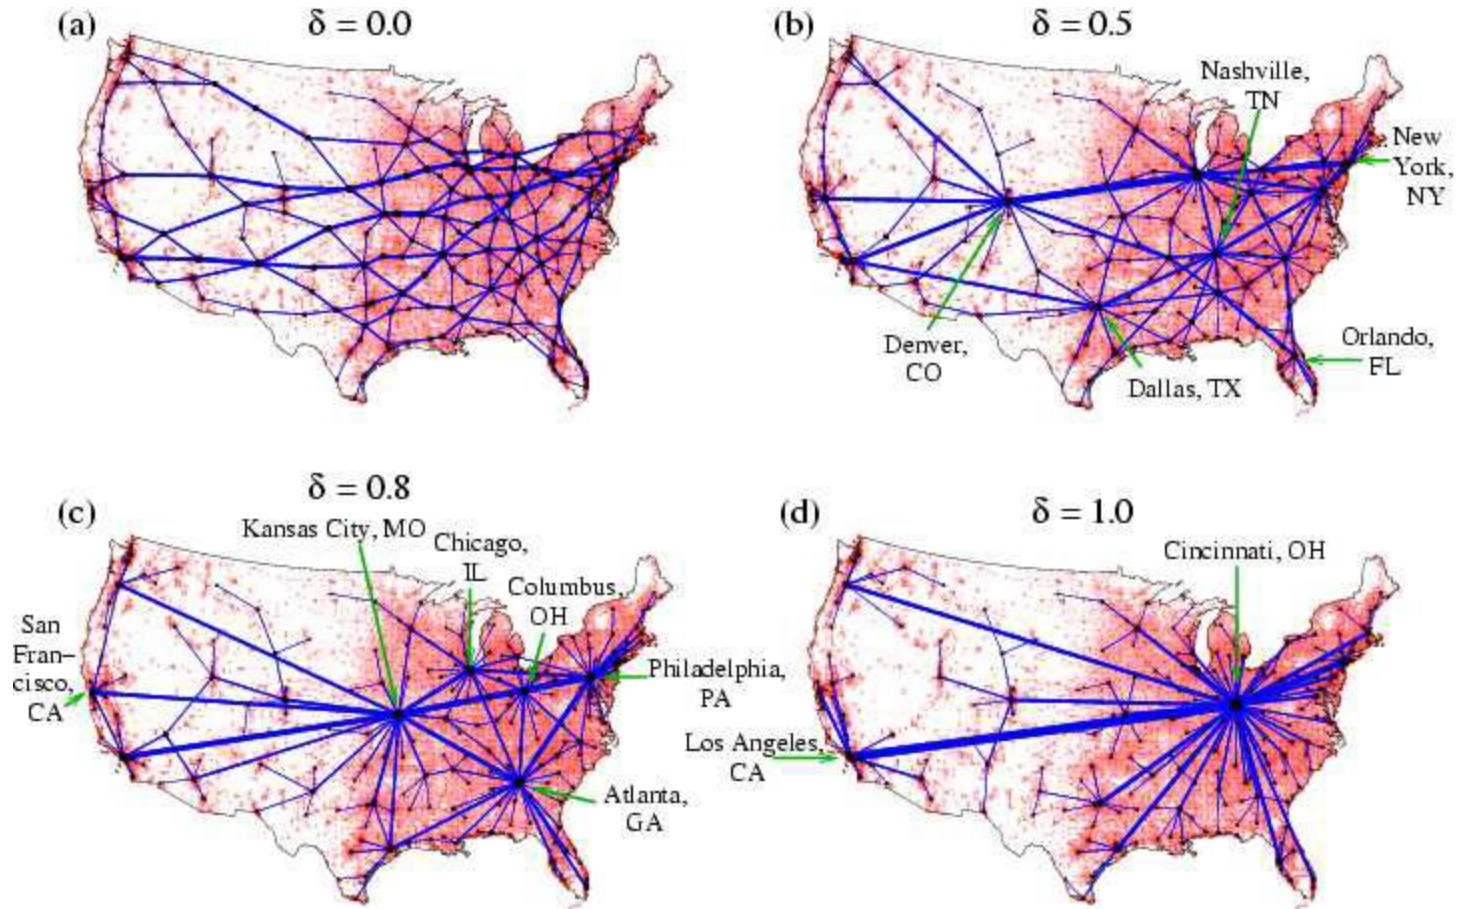 (a)
δ = 0.0
(b)
δ = 0.5
Nashville,
TN
New
York,
NY
Denver,
CO
Dallas, TX
Orlando,
FL
(c)
δ = 0.8
Kansas City, MO
Chicago,
IL
Columbus,
OH
San
Fran–
cisco,
CA
Philadelphia,
PA
Atlanta,
GA
(d)
δ = 1.0
Cincinnati, OH
Los Angeles,
CA